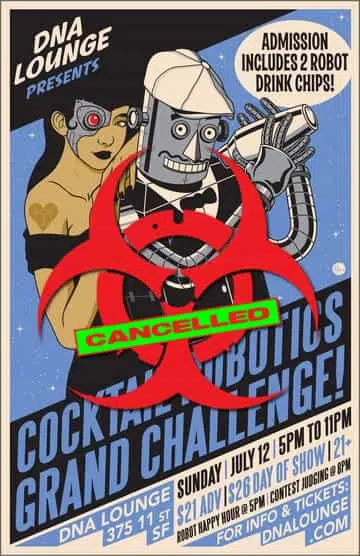 DNA
LOUNGE
PRESENTS
ADMISSION
INCLUDES 2 ROBOT
DRINK CHIPS!
CANCELLED
COCKTAIL ROBOTICS
GRAND CHALLENGE!
SUNDAY | JULY 12 | 5PM TO 11PM
$21 ADV | $26 DAY OF SHOW | 21+
ROBOT HAPPY HOUR @ 5PM | CONTEST JUDGING @ 8PM
DNA LOUNGE
375 11 ST
SF
FOR INFO & TICKETS:
DNALOUNGE
.COM